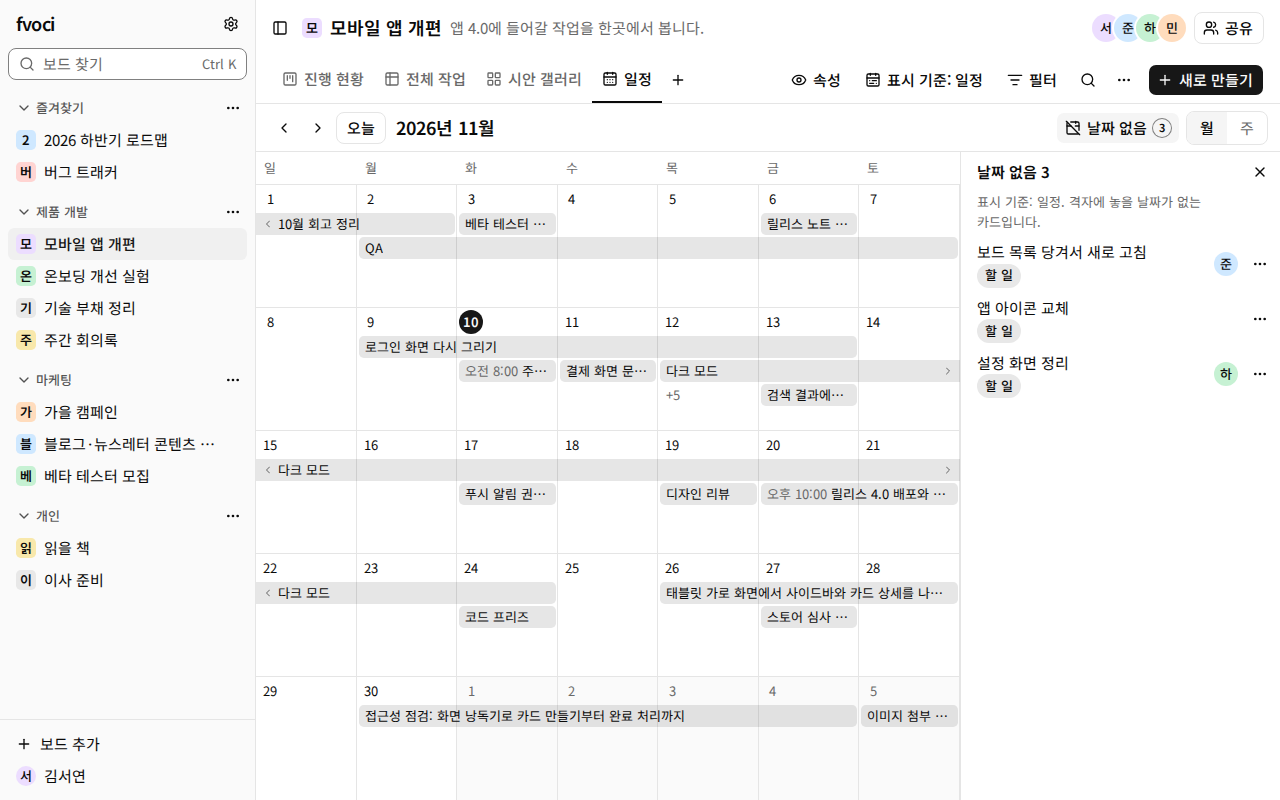 fvoci
보드 찾기 Ctrl K
즐겨찾기
2 2026 하반기 로드맵
버 버그 트래커
제품 개발
모 모바일 앱 개편
온 온보딩 개선 실험
기 기술 부채 정리
주 주간 회의록
마케팅
가 가을 캠페인
블 블로그·뉴스레터 콘텐츠 ⋯
베 베타 테스터 모집
개인
읽 읽을 책
이 이사 준비
보드 추가
서 김서연
모 모바일 앱 개편 앱 4.0에 들어갈 작업을 한곳에서 봅니다.
서 준 하 민 공유
진행 현황 전체 작업 시안 갤러리 일정
속성 표시 기준: 일정 필터 새로 만들기
오늘 2026년 11월
날짜 없음 3 월 주
일 월 화 수 목 금 토
1 2 3 4 5 6 7
10월 회고 정리 베타 테스터 ⋯ 릴리스 노트 ⋯
QA
8 9 10 11 12 13 14
로그인 화면 다시 그리기
오전 8:00 주⋯ 결제 화면 문⋯ 다크 모드
+5 검색 결과에⋯
15 16 17 18 19 20 21
다크 모드
푸시 알림 권⋯ 디자인 리뷰 오후 10:00 릴리스 4.0 배포와 ⋯
22 23 24 25 26 27 28
다크 모드 태블릿 가로 화면에서 사이드바와 카드 상세를 나⋯
코드 프리즈 스토어 심사 ⋯
29 30 1 2 3 4 5
접근성 점검: 화면 낭독기로 카드 만들기부터 완료 처리까지 이미지 첨부 ⋯
날짜 없음 3
표시 기준: 일정. 격자에 놓을 날짜가 없는
카드입니다.
보드 목록 당겨서 새로 고침
할 일 준
앱 아이콘 교체
할 일
설정 화면 정리
할 일 하